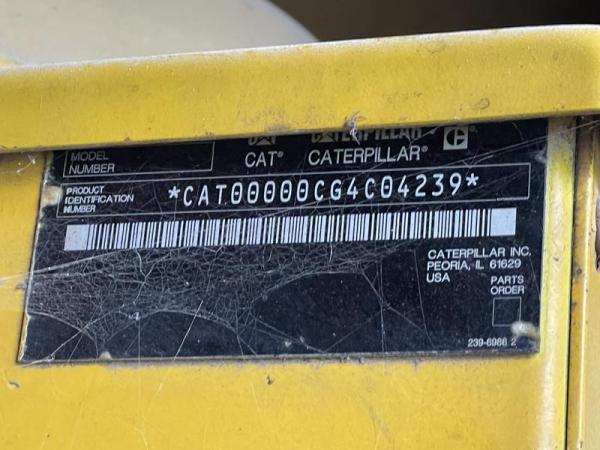 CAT CATERPILLAR
MODEL NUMBER
CAT® CATERPILLAR®
PRODUCT IDENTIFICATION NUMBER
*CAT00000CG4C04239*
CATERPILLAR INC.
PEORIA, IL 61629
USA
PARTS ORDER
239-6986 2